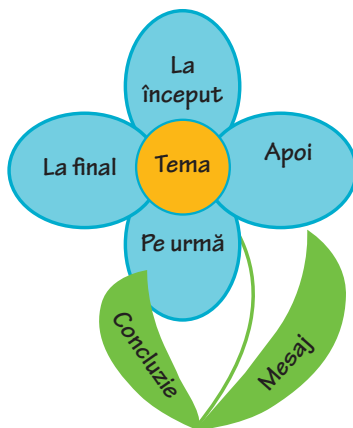 La
început
La final
Tema
Apoi
Pe urmă
Concluzie
Mesaj